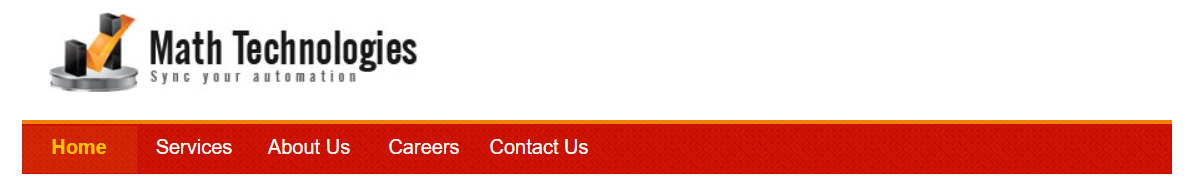 Math Technologies
Sync your automation
Home Services About Us Careers Contact Us